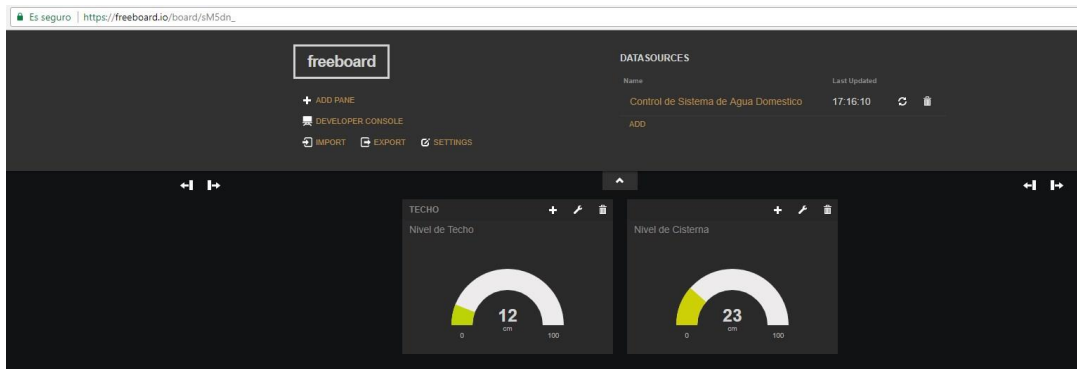 Es seguro | https://freeboard.io/board/sM5dn_
freeboard
ADD PANE
DEVELOPER CONSOLE
IMPORT EXPORT SETTINGS
DATASOURCES
Name Last Updated
Control de Sistema de Agua Domestico 17:16:10
ADD
TECHO
Nivel de Techo
12
cm
0 100
Nivel de Cisterna
23
cm
0 100